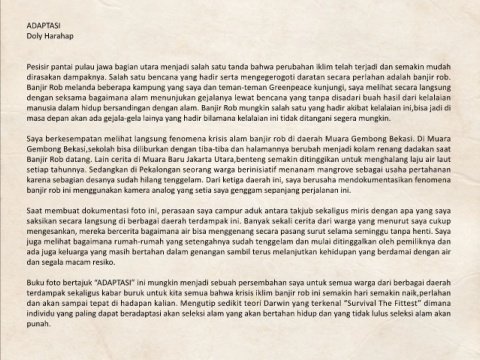 ADAPTASI
Doly Harahap
Pesisir pantai pulau jawa bagian utara menjadi salah satu tanda bahwa perubahan iklim telah terjadi dan semakin mudah
dirasakan dampaknya. Salah satu bencana yang hadir serta mengegerogoti daratan secara perlahan adalah banjir rob.
Banjir Rob melanda beberapa kampung yang saya dan teman-teman Greenpeace kunjungi, saya melihat secara langsung
dengan seksama bagaimana alam menunjukan gejalanya lewat bencana yang tanpa disadari buah hasil dari kelalaian
manusia dalam hidup bersandingan dengan alam. Banjir Rob mungkin salah satu yang hadir akibat kelalaian ini,bisa jadi di
masa depan akan ada gejala-gela lainya yang hadir bilamana kelalaian ini tidak ditangani segera mungkin.
Saya berkesempatan melihat langsung fenomena krisis alam banjir rob di daerah Muara Gembong Bekasi. Di Muara
Gembong Bekasi,sekolah bisa diliburkan dengan tiba-tiba dan halamannya berubah menjadi kolam renang dadakan saat
Banjir Rob datang. Lain cerita di Muara Baru Jakarta Utara,benteng semakin ditinggikan untuk menghalang laju air laut
setiap tahunnya. Sedangkan di Pekalongan seorang warga berinisiatif menanam mangrove sebagai usaha pertahanan
karena sebagian desanya sudah hilang tenggelam. Dari ketiga daerah ini, saya berusaha mendokumentasikan fenomena
banjir rob ini menggunakan kamera analog yang setia saya genggam sepanjang perjalanan ini.
Saat membuat dokumentasi foto ini, perasaan saya campur aduk antara takjub sekaligus miris dengan apa yang saya
saksikan secara langsung di berbagai daerah terdampak ini. Banyak sekali cerita dari warga yang menurut saya cukup
mengesankan, mereka bercerita bagaimana air bisa menggenang secara pasang surut selama seminggu tanpa henti. Saya
juga melihat bagaimana rumah-rumah yang setengahnya sudah tenggelam dan mulai ditinggalkan oleh pemiliknya dan
ada juga keluarga yang masih bertahan dalam genangan sambil terus melanjutkan kehidupan yang berdamai dengan air
dan segala macam resiko.
Buku foto bertajuk “ADAPTASI” ini mungkin menjadi sebuah persembahan saya untuk semua warga dari berbagai daerah
terdampak sekaligus kabar buruk untuk kita semua bahwa krisis iklim banjir rob ini semakin hari semakin naik,perlahan
dan akan sampai tepat di hadapan kalian. Mengutip sedikit teori Darwin yang terkenal “Survival The Fittest” dimana
individu yang paling dapat beradaptasi akan seleksi alam yang akan bertahan hidup dan yang tidak lulus seleksi alam akan
punah.